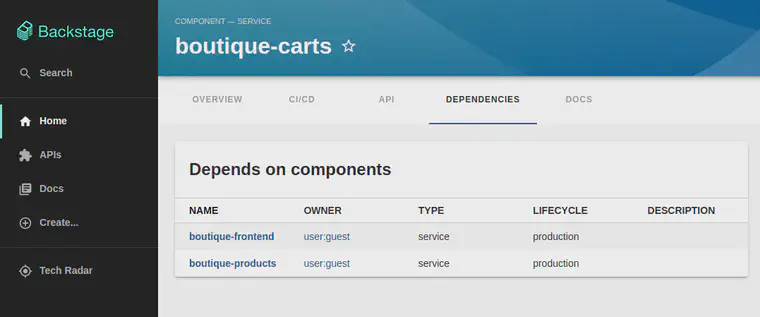 Backstage
Search
Home
APIs
Docs
Create...
Tech Radar
COMPONENT — SERVICE
boutique-carts
OVERVIEW CI/CD API DEPENDENCIES DOCS
Depends on components
NAME OWNER TYPE LIFECYCLE DESCRIPTION
boutique-frontend user:guest service production
boutique-products user:guest service production